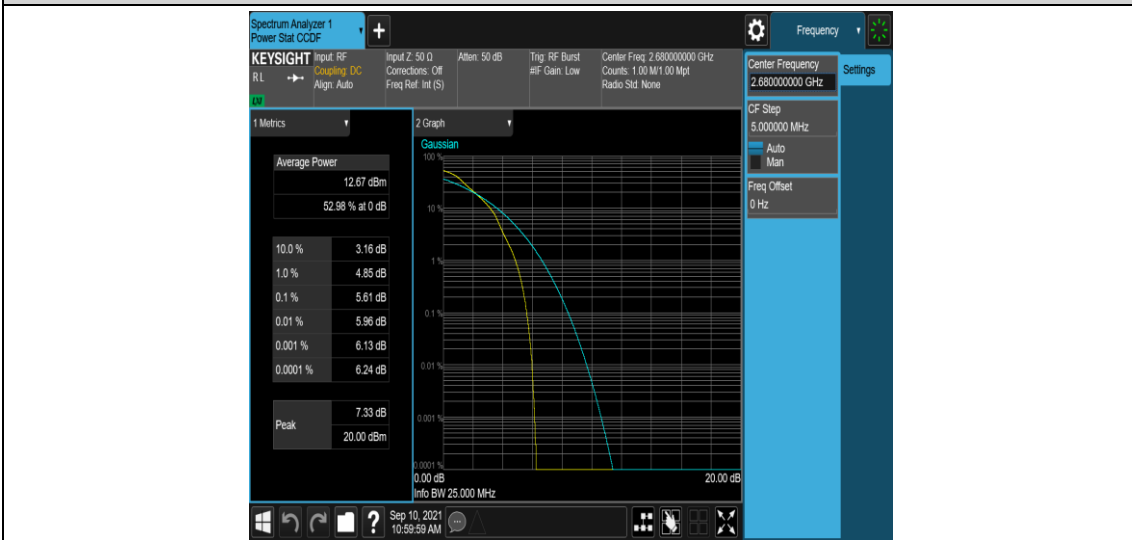 Spectrum Analyzer 1
Power Stat CCDF
+
Frequency
KEYSIGHT
RL
LXI
Input: RF
Coupling: DC
Align: Auto
Input Z: 50 Ω
Corrections: Off
Freq Ref: Int (S)
Atten: 50 dB
Trig: RF Burst
#IF Gain: Low
Center Freq: 2.680000000 GHz
Counts: 1.00 M/1.00 Mpt
Radio Std: None
Center Frequency
2.680000000 GHz
Settings
CF Step
5.000000 MHz
Auto
Man
Freq Offset
0 Hz
1 Metrics
Average Power
12.67 dBm
52.98 % at 0 dB
10.0 % 3.16 dB
1.0 % 4.85 dB
0.1 % 5.61 dB
0.01 % 5.96 dB
0.001 % 6.13 dB
0.0001 % 6.24 dB
Peak
7.33 dB
20.00 dBm
2 Graph
Gaussian
100 %
10 %
1 %
0.1 %
0.01 %
0.001 %
0.0001 %
0.00 dB 20.00 dB
Info BW 25.000 MHz
?
Sep 10, 2021
10:59:59 AM